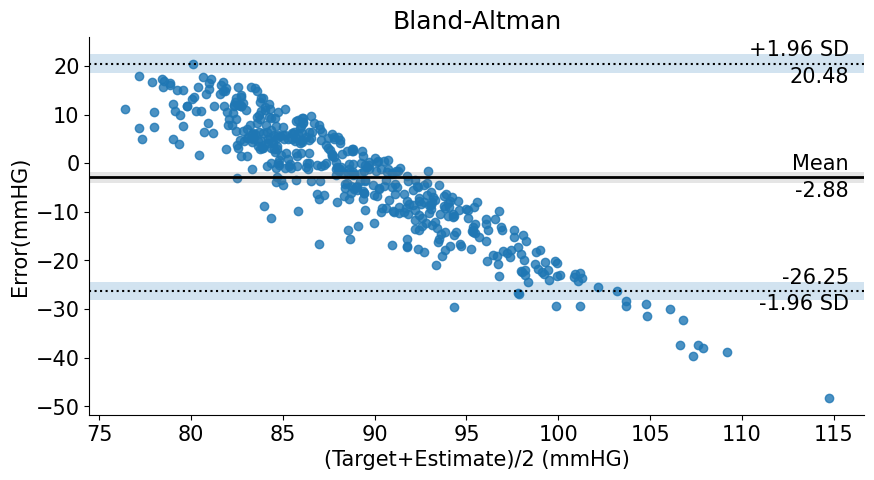 Bland-Altman
+1.96 SD
20.48
Mean
-2.88
-26.25
-1.96 SD
20
10
0
−10
−20
−30
−40
−50
Error(mmHG)
75 80 85 90 95 100 105 110 115
(Target+Estimate)/2 (mmHG)